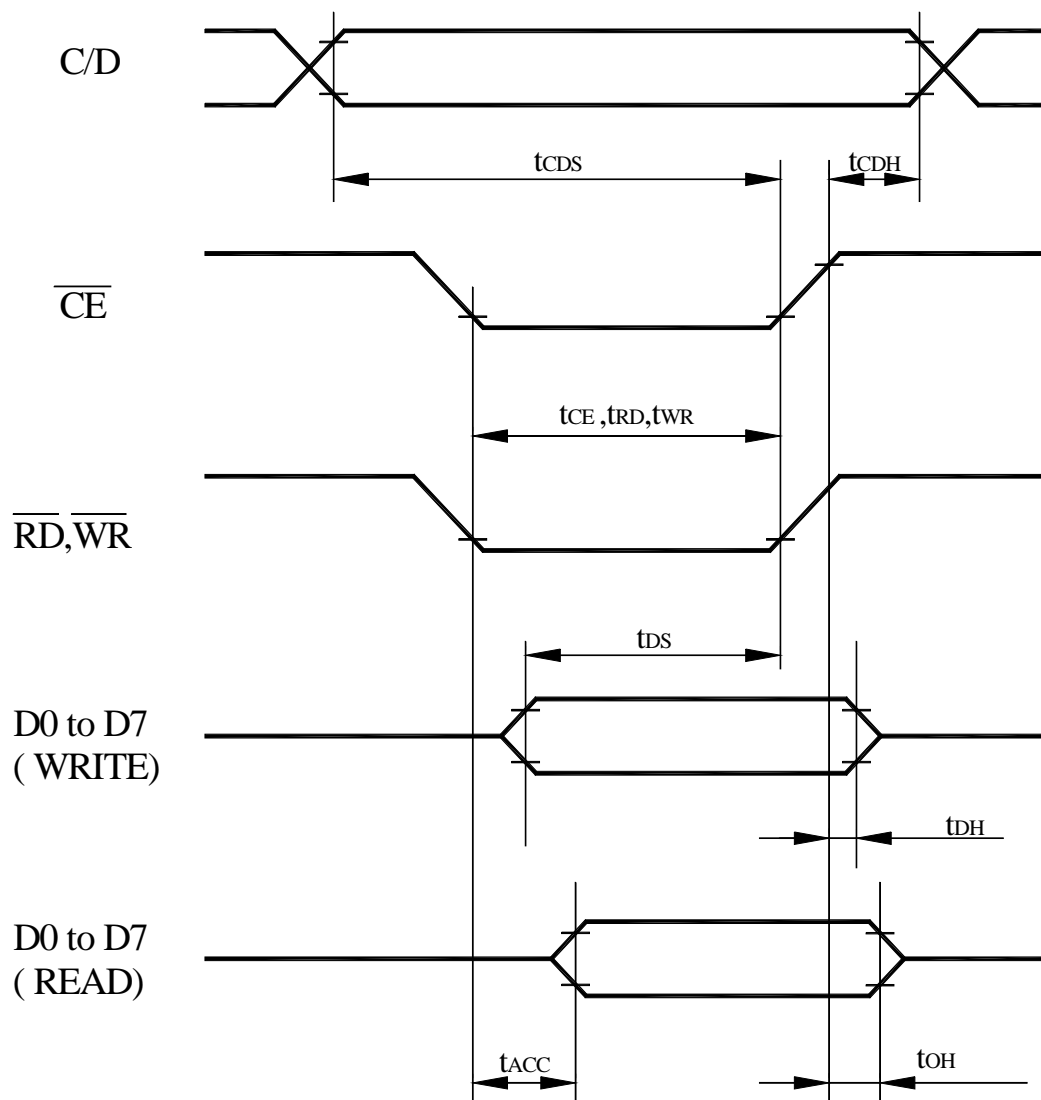 C/D
tCDS
tCDH
CE
tCE ,tRD,tWR
RD,WR
tDS
D0 to D7
( WRITE)
tDH
D0 to D7
( READ)
tACC
tOH